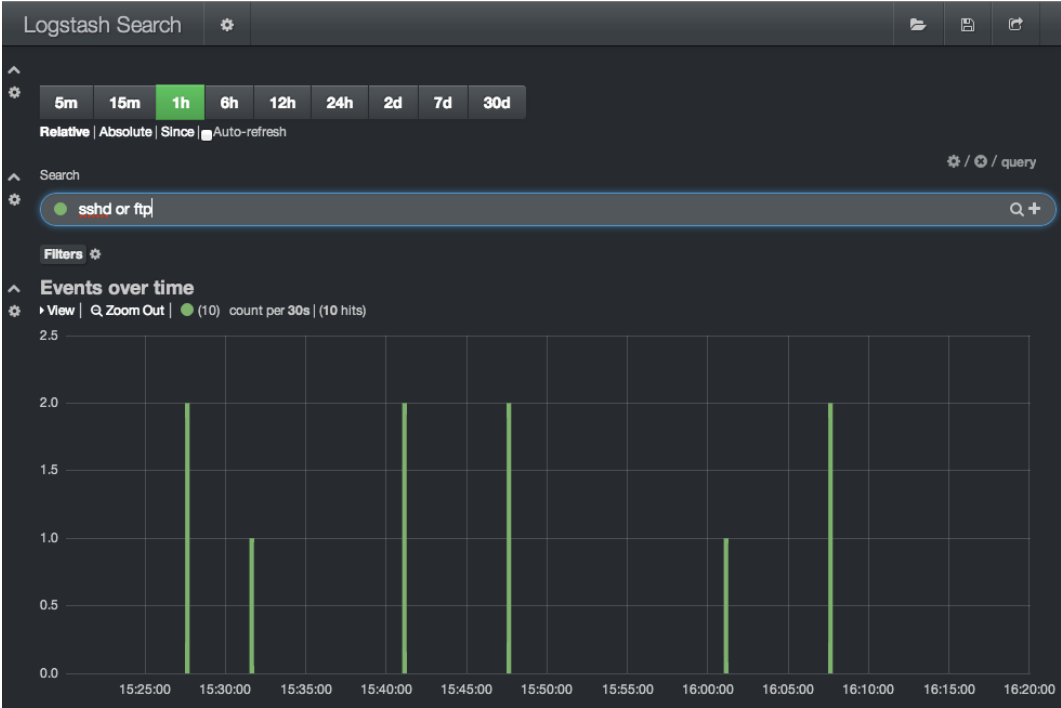 Logstash Search
5m 15m 1h 6h 12h 24h 2d 7d 30d
Relative | Absolute | Since | Auto-refresh
/ / query
Search
sshd or ftp
Filters
Events over time
View | Zoom Out | (10) count per 30s | (10 hits)
2.5
2.0
1.5
1.0
0.5
0.0
15:25:00 15:30:00 15:35:00 15:40:00 15:45:00 15:50:00 15:55:00 16:00:00 16:05:00 16:10:00 16:15:00 16:20:00